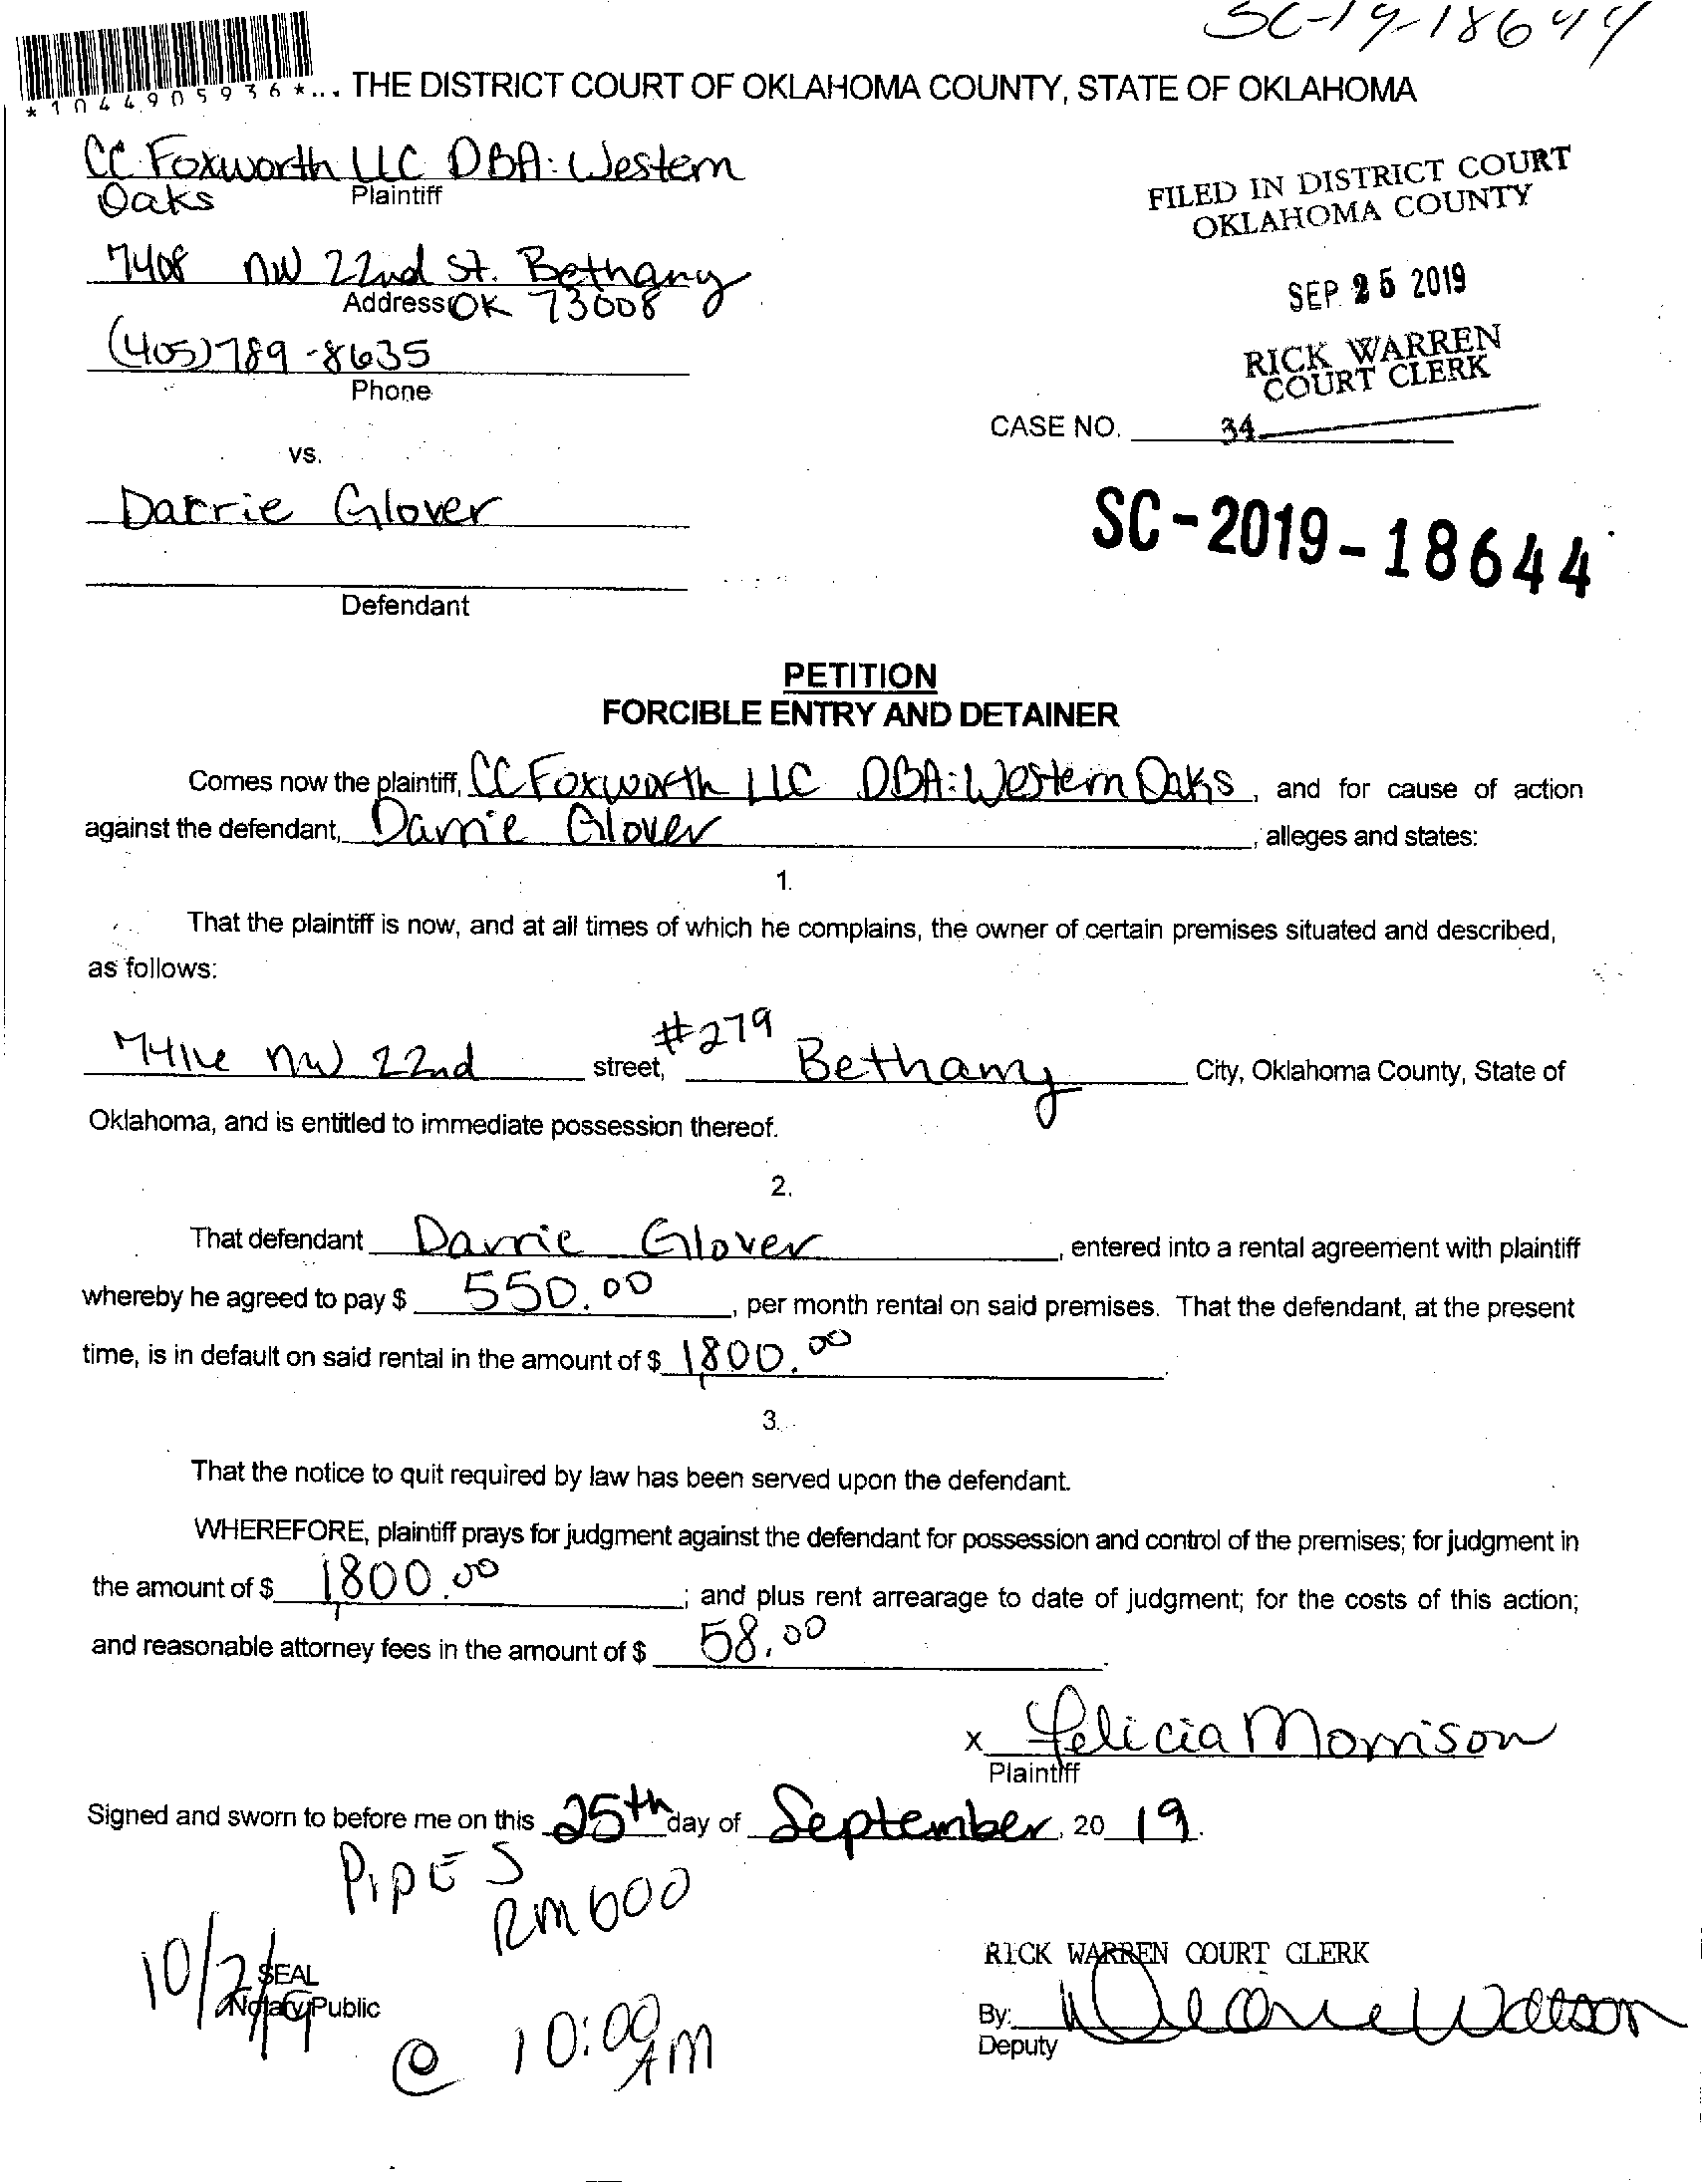 SC-19-18644
*1044905936*... THE DISTRICT COURT OF OKLAHOMA COUNTY, STATE OF OKLAHOMA
CC Foxworth LLC DBA: Western
Oaks
Plaintiff
7408 NW 22nd St. Bethany
Address OK 73008
(405)789-8635
Phone
FILED IN DISTRICT COURT
OKLAHOMA COUNTY
SEP 25 2019
RICK WARREN
COURT CLERK
CASE NO. 34
vs.
Darrie Glover
SC-2019-18644
Defendant
PETITION
FORCIBLE ENTRY AND DETAINER
Comes now the plaintiff, CC Foxworth LLC DBA: Western Oaks, and for cause of action
against the defendant, Darrie Glover, alleges and states:
1.
That the plaintiff is now, and at all times of which he complains, the owner of certain premises situated and described,
as follows:
NW 22nd street, #279 Bethany City, Oklahoma County, State of
Oklahoma, and is entitled to immediate possession thereof.
2.
That defendant Darrie Glover, entered into a rental agreement with plaintiff
whereby he agreed to pay $ 550.00, per month rental on said premises. That the defendant, at the present
time, is in default on said rental in the amount of $ 1,800.00.
3.
That the notice to quit required by law has been served upon the defendant.
WHEREFORE, plaintiff prays for judgment against the defendant for possession and control of the premises; for judgment in
the amount of $ 1,800.00; and plus rent arrearage to date of judgment; for the costs of this action;
and reasonable attorney fees in the amount of $ 58.00.
x Felicia Morrison
Plaintiff
Signed and sworn to before me on this 25th day of September, 20 19.
PIPES
RM 600
10/2/19
SEAL
Notary Public
@ 10:00 AM
RICK WARREN COURT CLERK
By: Watson
Deputy